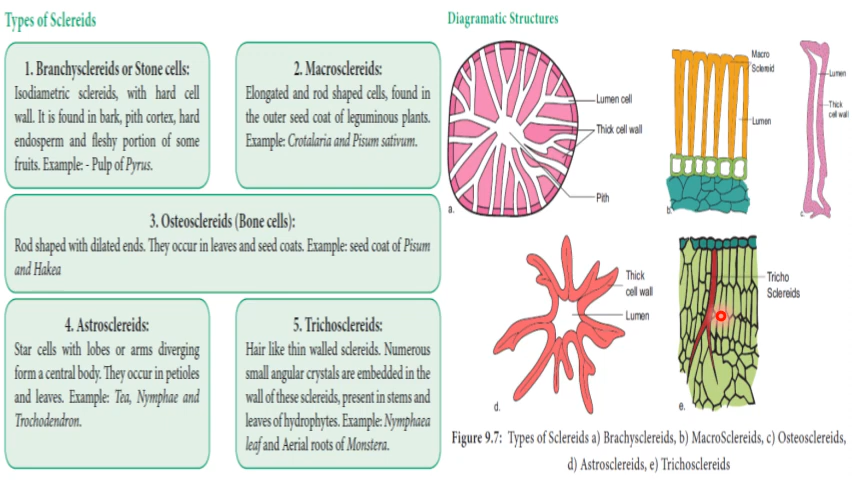 Types of Sclereids
1. Branchysclereids or Stone cells:
Isodiametric sclereids, with hard cell
wall. It is found in bark, pith cortex, hard
endosperm and fleshy portion of some
fruits. Example: - Pulp of Pyrus.
2. Macrosclereids:
Elongated and rod shaped cells, found in
the outer seed coat of leguminous plants.
Example: Crotalaria and Pisum sativum.
3. Osteosclereids (Bone cells):
Rod shaped with dilated ends. They occur in leaves and seed coats. Example: seed coat of Pisum
and Hakea
4. Astrosclereids:
Star cells with lobes or arms diverging
form a central body. They occur in petioles
and leaves. Example: Tea, Nymphae and
Trochodendron.
5. Trichosclereids:
Hair like thin walled sclereids. Numerous
small angular crystals are embedded in the
wall of these sclereids, present in stems and
leaves of hydrophytes. Example: Nymphaea
leaf and Aerial roots of Monstera.
Diagramatic Structures
Lumen cell
Thick cell wall
Pith
a.
Macro
Sclereid
Lumen
b.
Lumen
Thick
cell wall
c.
Thick
cell wall
Lumen
d.
Tricho
Sclereids
e.
Figure 9.7: Types of Sclereids a) Brachysclereids, b) MacroSclereids, c) Osteosclereids,
d) Astrosclereids, e) Trichosclereids